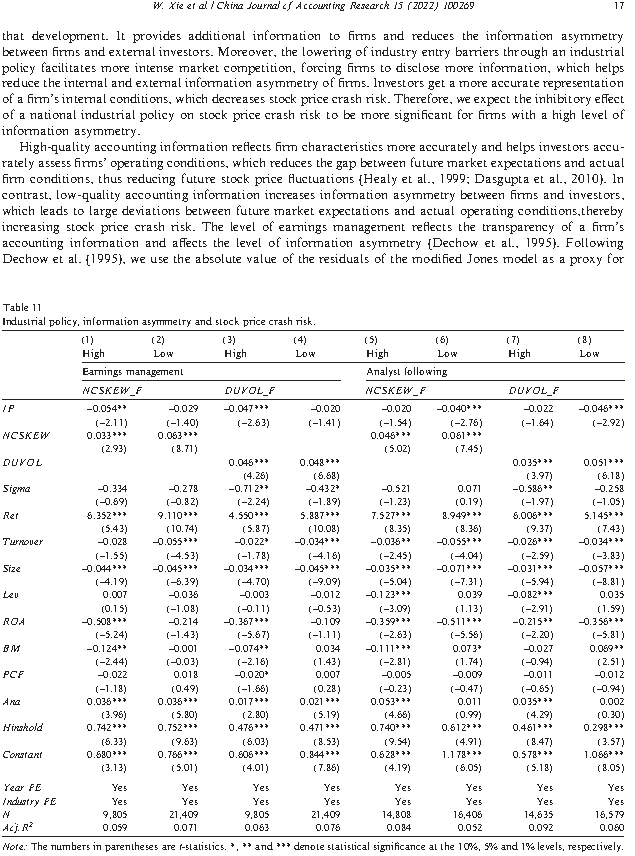 W. Xie et al / China Journal of Accounting Research 15 (2022) 100269 17
that development. It provides additional information to firms and reduces the information asymmetry
between firms and external investors. Moreover, the lowering of industry entry barriers through an industrial
policy facilitates more intense market competition, forcing firms to disclose more information, which helps
reduce the internal and external information asymmetry of firms. Investors get a more accurate representation
of a firm's internal conditions, which decreases stock price crash risk. Therefore, we expect the inhibitory effect
of a national industrial policy on stock price crash risk to be more significant for firms with a high level of
information asymmetry.
High-quality accounting information reflects firm characteristics more accurately and helps investors accu-
rately assess firms' operating conditions, which reduces the gap between future market expectations and actual
firm conditions, thus reducing future stock price fluctuations (Healy et al., 1999; Dasgupta et al., 2010). In
contrast, low-quality accounting information increases information asymmetry between firms and investors,
which leads to large deviations between future market expectations and actual operating conditions,thereby
increasing stock price crash risk. The level of earnings management reflects the transparency of a firm's
accounting information and affects the level of information asymmetry (Dechow et al., 1995). Following
Dechow et al. (1995), we use the absolute value of the residuals of the modified Jones model as a proxy for
Table 11
Industrial policy, information asymmetry and stock price crash risk.
(1) (2) (3) (4) (5) (6) (7) (8)
High Low High Low High Low High Low
Earnings management Analyst following
NCSKEW_F DUVOL_F NCSKEW_F DUVOL_F
IP −0.054** −0.029 −0.047*** −0.020 −0.020 −0.040*** −0.022 −0.046***
(−2.11) (−1.40) (−2.63) (−1.41) (−1.54) (−2.76) (−1.64) (−2.92)
NCSKEW 0.033*** 0.063*** 0.046*** 0.061***
(2.93) (8.71) (5.02) (7.45)
DUVOL 0.046*** 0.048*** 0.035*** 0.051***
(4.26) (6.68) (3.97) (6.18)
Sigma −0.334 −0.278 −0.712** −0.432* −0.521 0.071 −0.586** −0.258
(−0.69) (−0.82) (−2.24) (−1.89) (−1.23) (0.19) (−1.97) (−1.05)
Ret 6.352*** 9.110*** 4.550*** 5.887*** 7.527*** 8.949*** 6.006*** 5.145***
(5.43) (10.74) (5.87) (10.08) (8.35) (8.36) (9.37) (7.43)
Turnover −0.028 −0.055*** −0.022* −0.034*** −0.036** −0.055*** −0.026*** −0.034***
(−1.55) (−4.53) (−1.78) (−4.16) (−2.45) (−4.04) (−2.59) (−3.83)
Size −0.044*** −0.045*** −0.034*** −0.045*** −0.035*** −0.071*** −0.031*** −0.057***
(−4.19) (−6.39) (−4.70) (−9.09) (−5.04) (−7.31) (−5.94) (−8.81)
Lev 0.007 −0.036 −0.003 −0.012 −0.123*** 0.039 −0.082*** 0.035
(0.15) (−1.08) (−0.11) (−0.53) (−3.09) (1.13) (−2.91) (1.59)
ROA −0.508*** −0.214 −0.367*** −0.109 −0.359*** −0.511*** −0.215** −0.356***
(−5.24) (−1.43) (−5.67) (−1.11) (−2.63) (−5.56) (−2.20) (−5.81)
BM −0.124** −0.001 −0.074** 0.034 −0.111*** 0.073* −0.027 0.069**
(−2.44) (−0.03) (−2.16) (1.43) (−2.81) (1.74) (−0.94) (2.51)
PCF −0.022 0.018 −0.020* 0.007 −0.005 −0.009 −0.011 −0.012
(−1.18) (0.49) (−1.66) (0.28) (−0.23) (−0.47) (−0.65) (−0.94)
Ana 0.036*** 0.036*** 0.017*** 0.021*** 0.053*** 0.011 0.035*** 0.002
(3.96) (5.80) (2.80) (5.19) (4.66) (0.99) (4.29) (0.30)
Hinshold 0.742*** 0.752*** 0.476*** 0.471*** 0.740*** 0.612*** 0.461*** 0.298***
(6.33) (9.63) (6.03) (8.53) (9.54) (4.91) (8.47) (3.57)
Constant 0.680*** 0.766*** 0.606*** 0.844*** 0.628*** 1.178*** 0.578*** 1.066***
(3.13) (5.01) (4.01) (7.86) (4.19) (6.05) (5.18) (8.05)
Year FE Yes Yes Yes Yes Yes Yes Yes Yes
Industry FE Yes Yes Yes Yes Yes Yes Yes Yes
N 9,805 21,409 9,805 21,409 14,808 16,406 14,635 16,579
Adj. R² 0.059 0.071 0.063 0.076 0.084 0.052 0.092 0.060
Note: The numbers in parentheses are t-statistics. *, ** and *** denote statistical significance at the 10%, 5% and 1% levels, respectively.